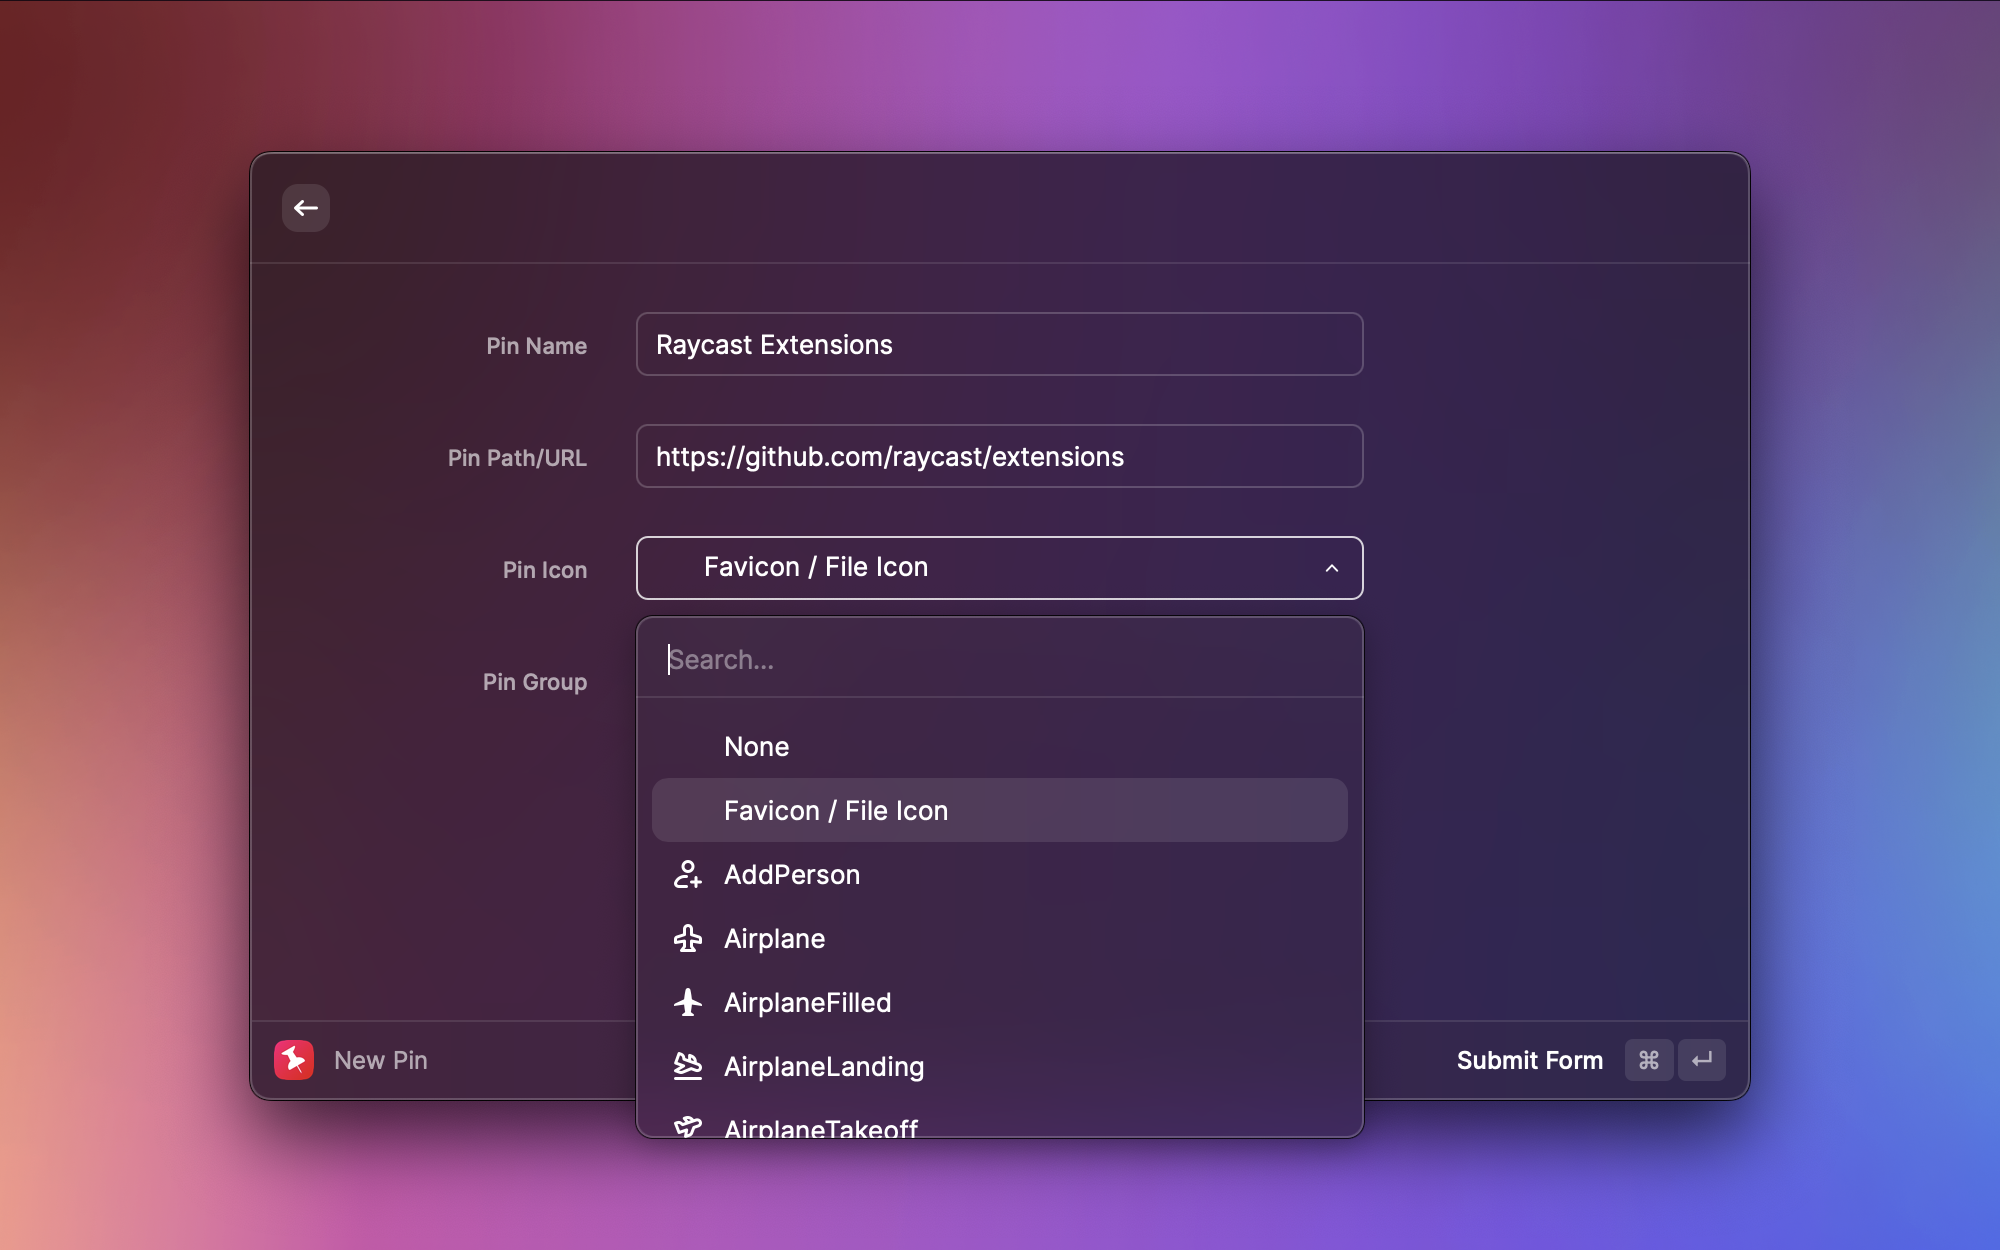 Pin Name
Raycast Extensions
Pin Path/URL
https://github.com/raycast/extensions
Pin Icon
Favicon / File Icon
Pin Group
Search...
None
Favicon / File Icon
AddPerson
Airplane
AirplaneFilled
AirplaneLanding
AirplaneTakeoff
New Pin
Submit Form ⌘ ↵